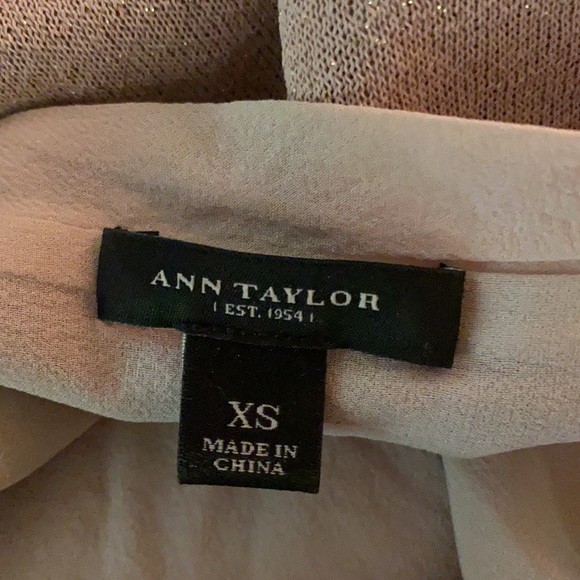 ANN TAYLOR
| EST. 1954 |
XS
MADE IN
CHINA